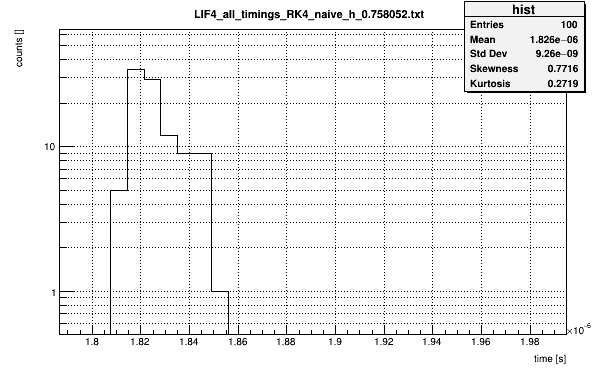 LIF4_all_timings_RK4_naive_h_0.758052.txt
hist
Entries 100
Mean 1.826e−06
Std Dev 9.26e−09
Skewness 0.7716
Kurtosis 0.2719
counts []
10
1
1.8 1.82 1.84 1.86 1.88 1.9 1.92 1.94 1.96 1.98
×10⁻⁶
time [s]